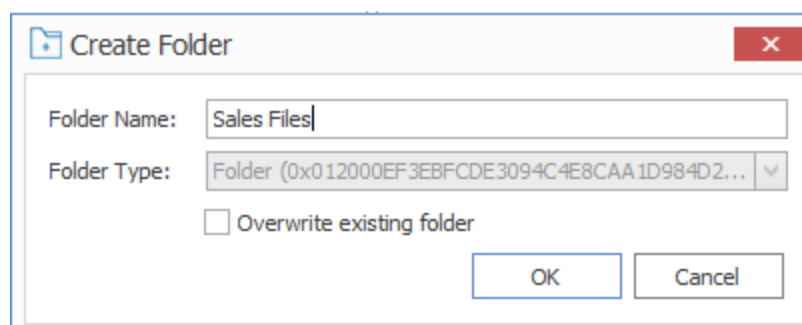 Create Folder
Folder Name: Sales Files
Folder Type: Folder (0x012000EF3EBFCDE3094C4E8CAA1D984D2...
Overwrite existing folder
OK Cancel